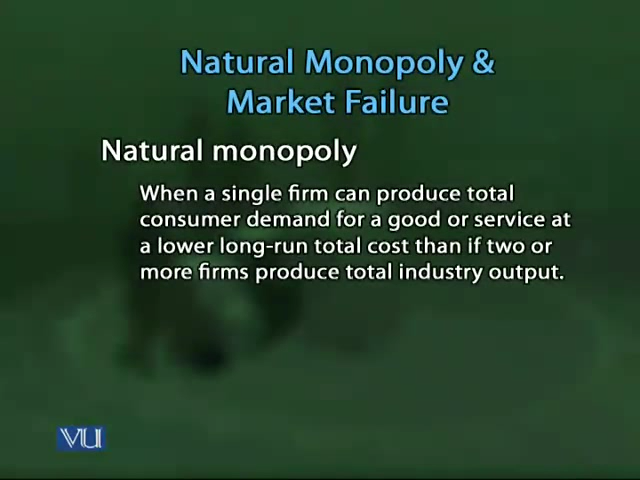 Natural Monopoly &
Market Failure
Natural monopoly
When a single firm can produce total
consumer demand for a good or service at
a lower long-run total cost than if two or
more firms produce total industry output.
VU